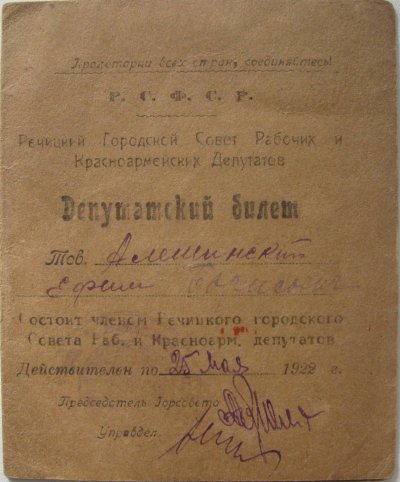 Пролетарии всех стран, соединяйтесь!
Р. С. Ф. С. Р.
Речицкий Городской Совет Рабочих и
Красноармейских Депутатов
Депутатский билет
Тов. Алешинский
Ефим
Состоит членом Речицкого городского
Совета Раб. и Красноарм. депутатов
Действителен по 25 Мая 1922 г.
Председатель Горсовета
Управдел.